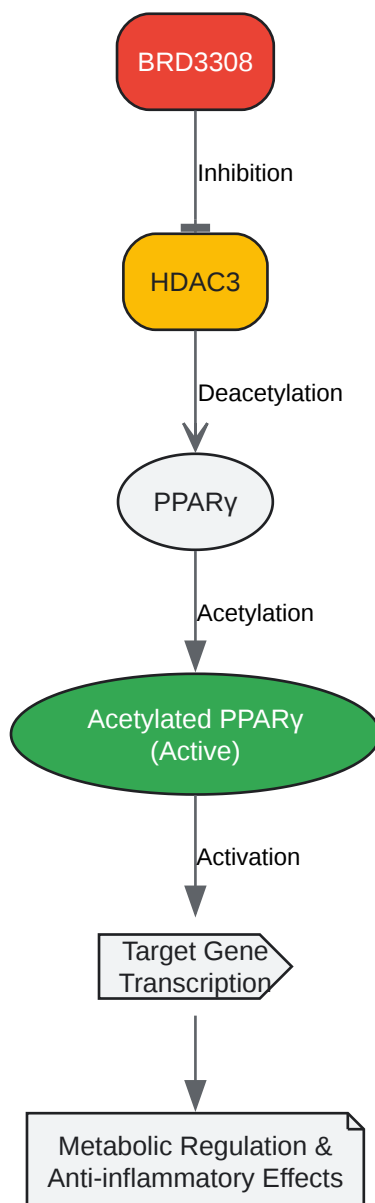 BRD3308
Inhibition
HDAC3
Deacetylation
PPARγ
Acetylation
Acetylated PPARγ
(Active)
Activation
Target Gene
Transcription
Metabolic Regulation &
Anti-inflammatory Effects